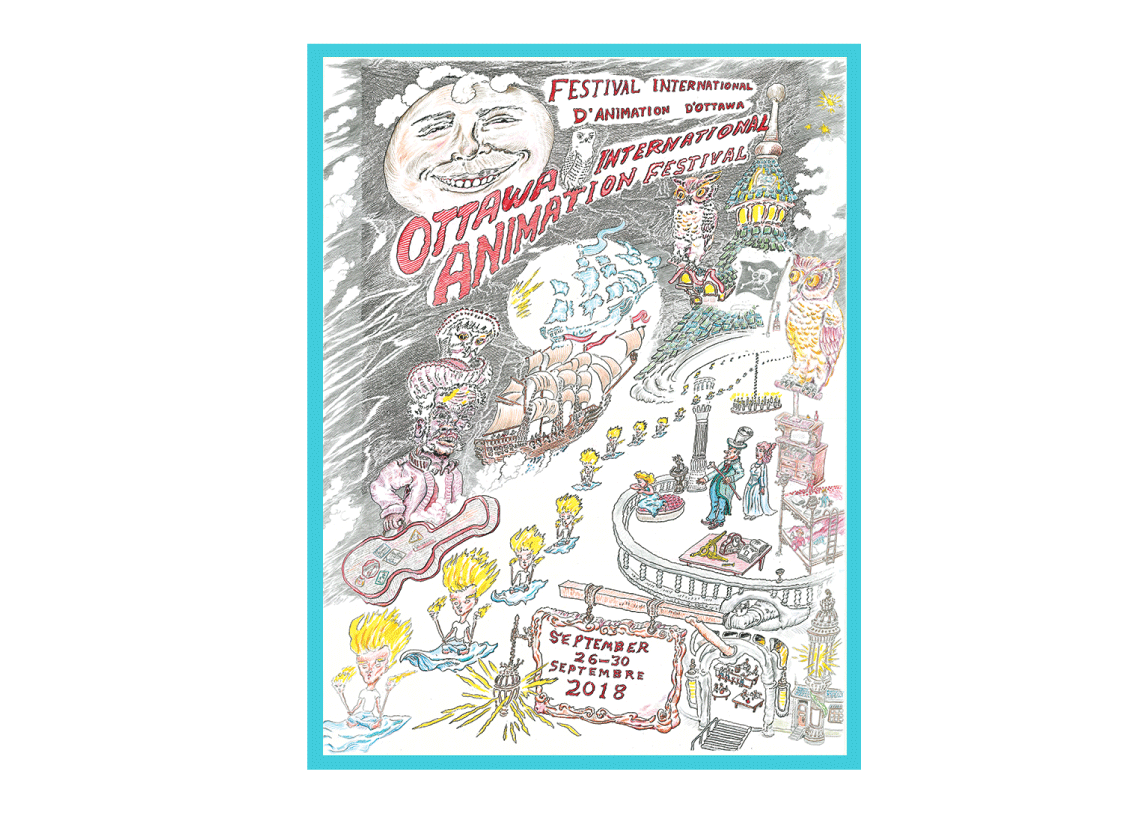 FESTIVAL INTERNATIONAL
D'ANIMATION D'OTTAWA
OTTAWA INTERNATIONAL
ANIMATION FESTIVAL
SEPTEMBER
26-30
SEPTEMBRE
2018